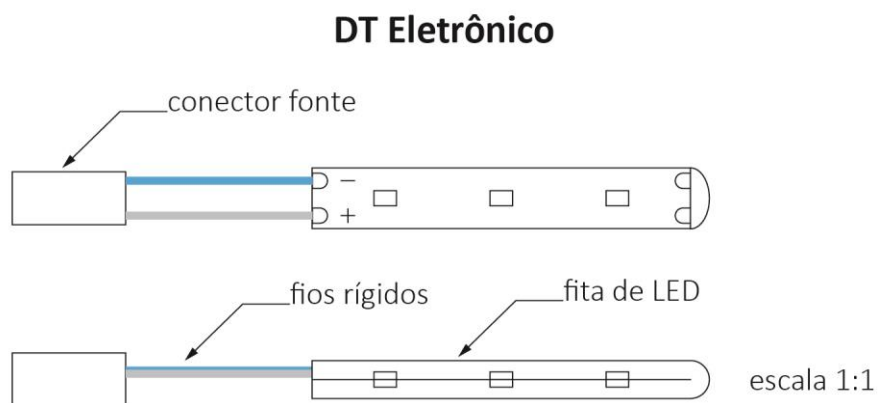 DT Eletrônico
conector fonte
−
+
fios rígidos
fita de LED
escala 1:1